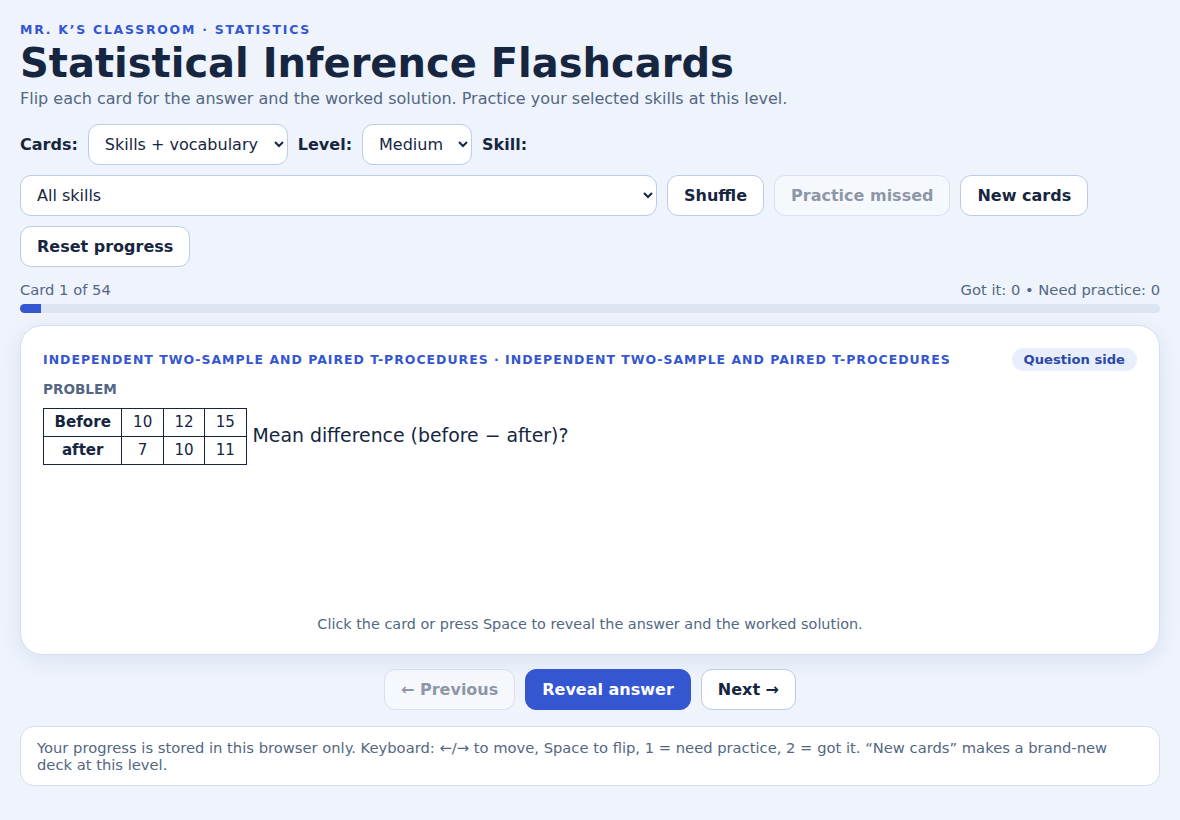 MR. K’S CLASSROOM · STATISTICS
Statistical Inference Flashcards
Flip each card for the answer and the worked solution. Practice your selected skills at this level.
Cards: Skills + vocabulary Level: Medium Skill:
All skills Shuffle Practice missed New cards
Reset progress
Card 1 of 54 Got it: 0 • Need practice: 0
INDEPENDENT TWO-SAMPLE AND PAIRED T-PROCEDURES · INDEPENDENT TWO-SAMPLE AND PAIRED T-PROCEDURES Question side
PROBLEM
Before 10 12 15
after 7 10 11
Mean difference (before − after)?
Click the card or press Space to reveal the answer and the worked solution.
← Previous Reveal answer Next →
Your progress is stored in this browser only. Keyboard: ←/→ to move, Space to flip, 1 = need practice, 2 = got it. “New cards” makes a brand-new
deck at this level.